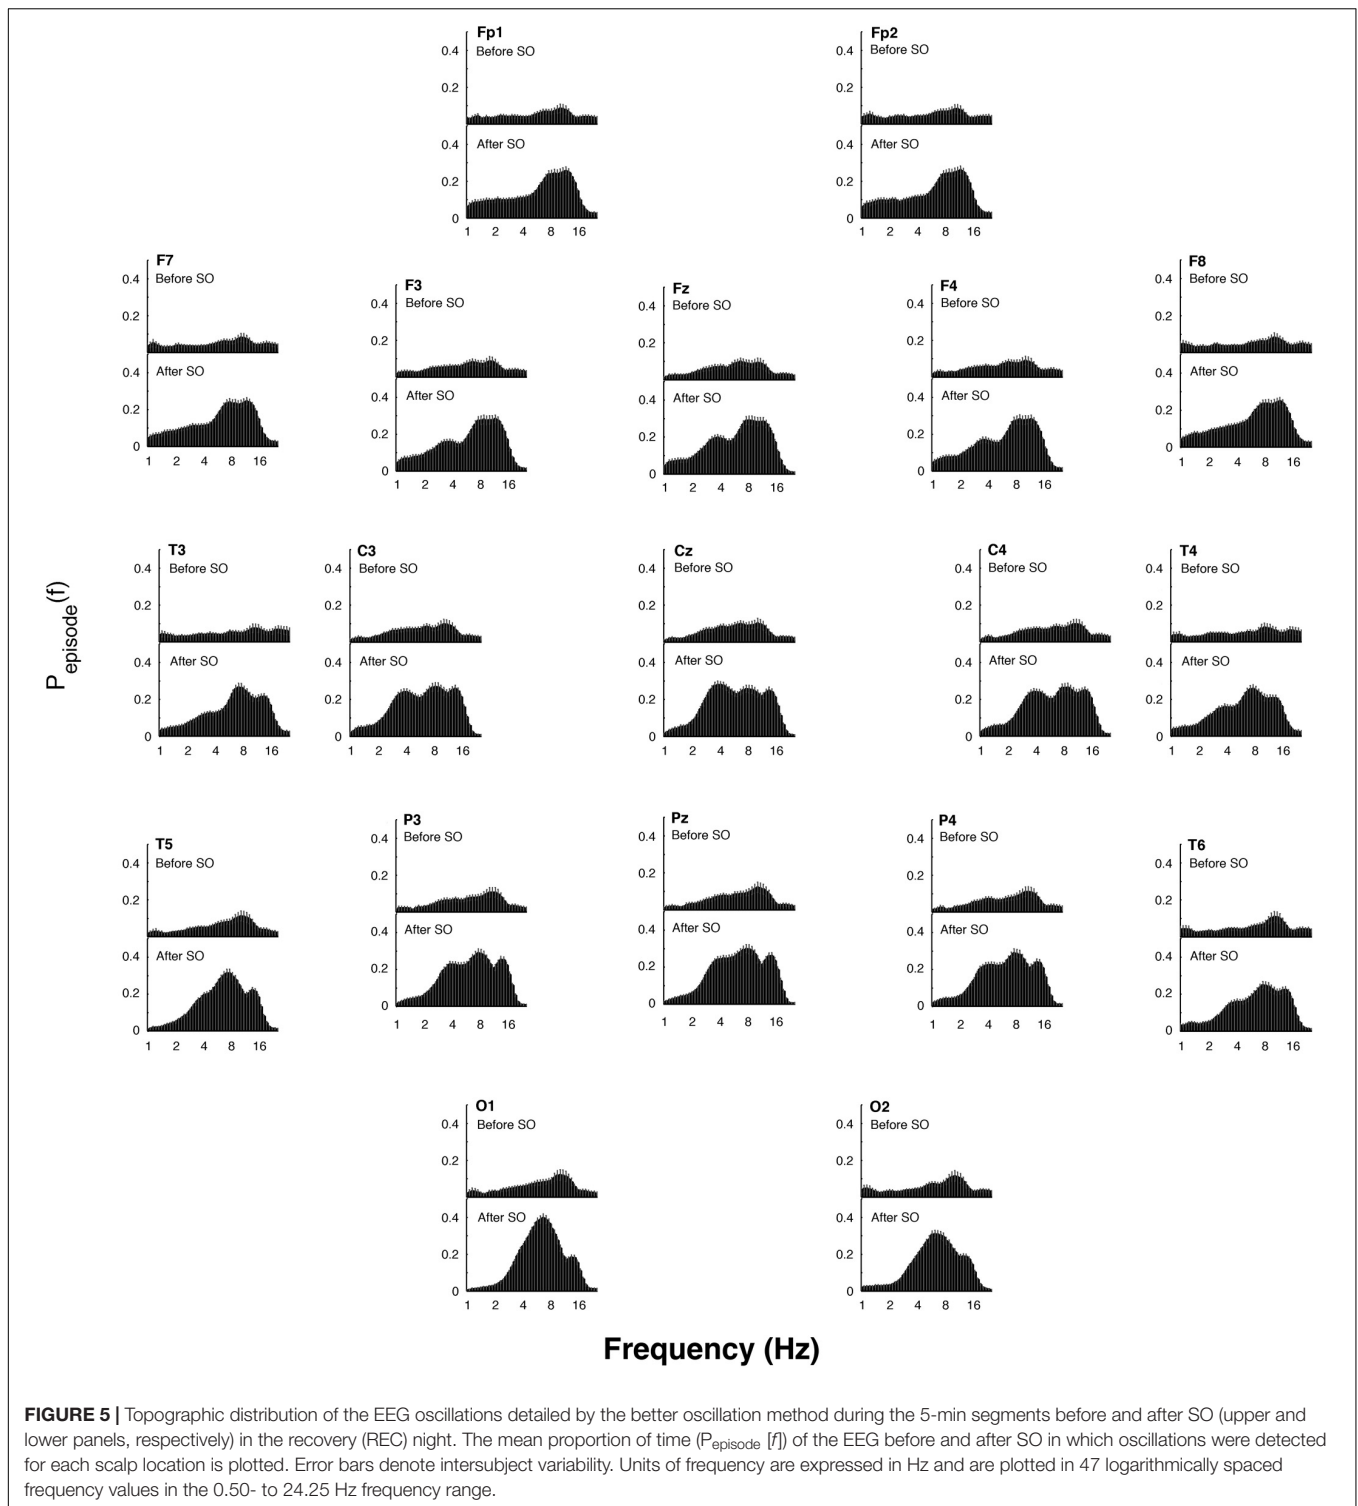 Fp1
Before SO
0.4
0.2
After SO
0.4
0.2
0
1 2 4 8 16
Fp2
Before SO
0.4
0.2
After SO
0.4
0.2
0
1 2 4 8 16
F7
Before SO
0.4
0.2
After SO
0.4
0.2
0
1 2 4 8 16
F3
Before SO
0.4
0.2
After SO
0.4
0.2
0
1 2 4 8 16
Fz
Before SO
0.4
0.2
After SO
0.4
0.2
0
1 2 4 8 16
F4
Before SO
0.4
0.2
After SO
0.4
0.2
0
1 2 4 8 16
F8
Before SO
0.4
0.2
After SO
0.4
0.2
0
1 2 4 8 16
P episode (f)
T3
Before SO
0.4
0.2
After SO
0.4
0.2
0
1 2 4 8 16
C3
Before SO
0.4
0.2
After SO
0.4
0.2
0
1 2 4 8 16
Cz
Before SO
0.4
0.2
After SO
0.4
0.2
0
1 2 4 8 16
C4
Before SO
0.4
0.2
After SO
0.4
0.2
0
1 2 4 8 16
T4
Before SO
0.4
0.2
After SO
0.4
0.2
0
1 2 4 8 16
T5
Before SO
0.4
0.2
After SO
0.4
0.2
0
1 2 4 8 16
P3
Before SO
0.4
0.2
After SO
0.4
0.2
0
1 2 4 8 16
Pz
Before SO
0.4
0.2
After SO
0.4
0.2
0
1 2 4 8 16
P4
Before SO
0.4
0.2
After SO
0.4
0.2
0
1 2 4 8 16
T6
Before SO
0.4
0.2
After SO
0.4
0.2
0
1 2 4 8 16
O1
Before SO
0.4
0.2
After SO
0.4
0.2
0
1 2 4 8 16
O2
Before SO
0.4
0.2
After SO
0.4
0.2
0
1 2 4 8 16
Frequency (Hz)
FIGURE 5 | Topographic distribution of the EEG oscillations detailed by the better oscillation method during the 5-min segments before and after SO (upper and
lower panels, respectively) in the recovery (REC) night. The mean proportion of time (Pepisode [f]) of the EEG before and after SO in which oscillations were detected
for each scalp location is plotted. Error bars denote intersubject variability. Units of frequency are expressed in Hz and are plotted in 47 logarithmically spaced
frequency values in the 0.50- to 24.25 Hz frequency range.